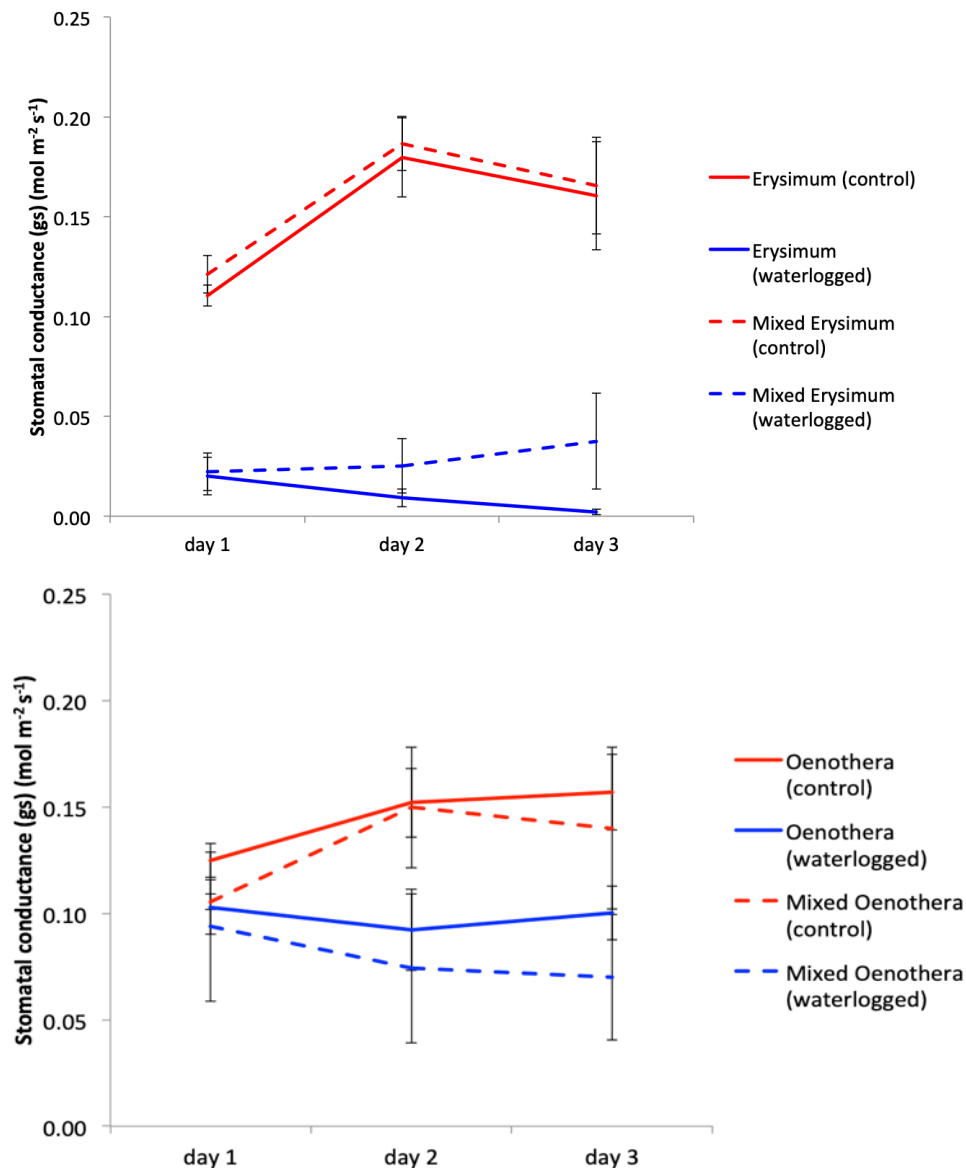 0.25
0.20
0.15
0.10
0.05
0.00
Stomatal conductance (gs) (mol m⁻² s⁻¹)
day 1 day 2 day 3
Erysimum (control)
Erysimum
(waterlogged)
Mixed Erysimum
(control)
Mixed Erysimum
(waterlogged)
0.25
0.20
0.15
0.10
0.05
0.00
Stomatal conductance (gs) (mol m⁻² s⁻¹)
day 1 day 2 day 3
Oenothera
(control)
Oenothera
(waterlogged)
Mixed Oenothera
(control)
Mixed Oenothera
(waterlogged)